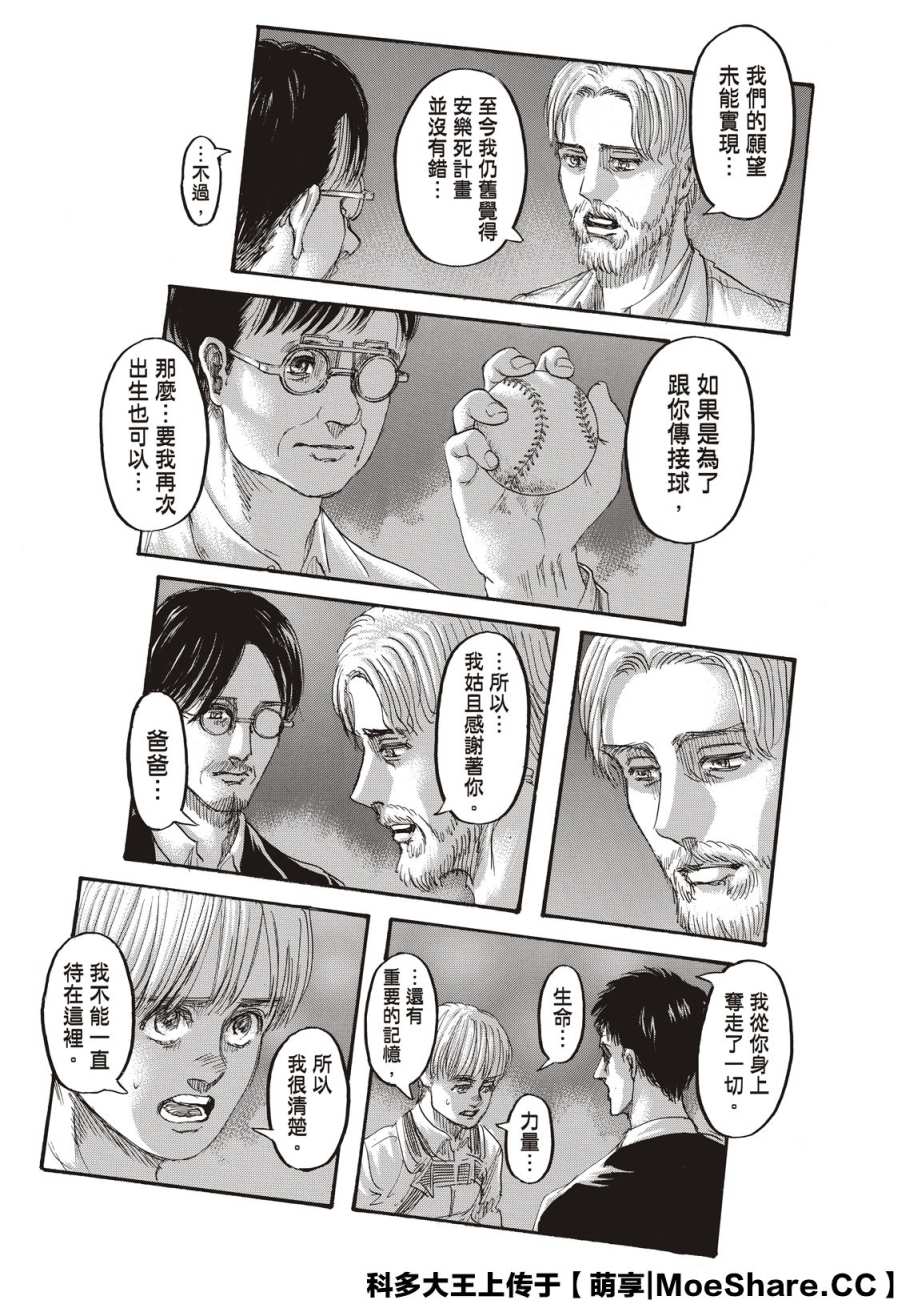 我們的願望
未能實現…
至今我仍舊覺得
安樂死計畫
並沒有錯…
…不過，
如果是為了
跟你傳接球，
那麼…要我再次
出生也可以…
…所以…
我姑且感謝著你。
爸爸…
我從你身上
奪走了一切。
生命…
力量…
…還有
重要的記憶，
所以
我很清楚。
我不能一直
待在這裡。
科多大王上传于【萌享|MoeShare.CC】